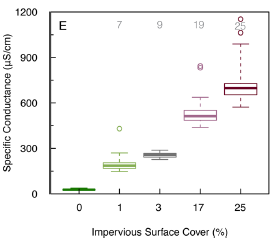 E
7 9 19 25
Specific Conductance (µS/cm)
1200
900
600
300
0
0 1 3 17 25
Impervious Surface Cover (%)